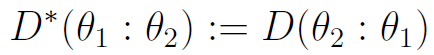 D*(θ₁ : θ₂) := D(θ₂ : θ₁)